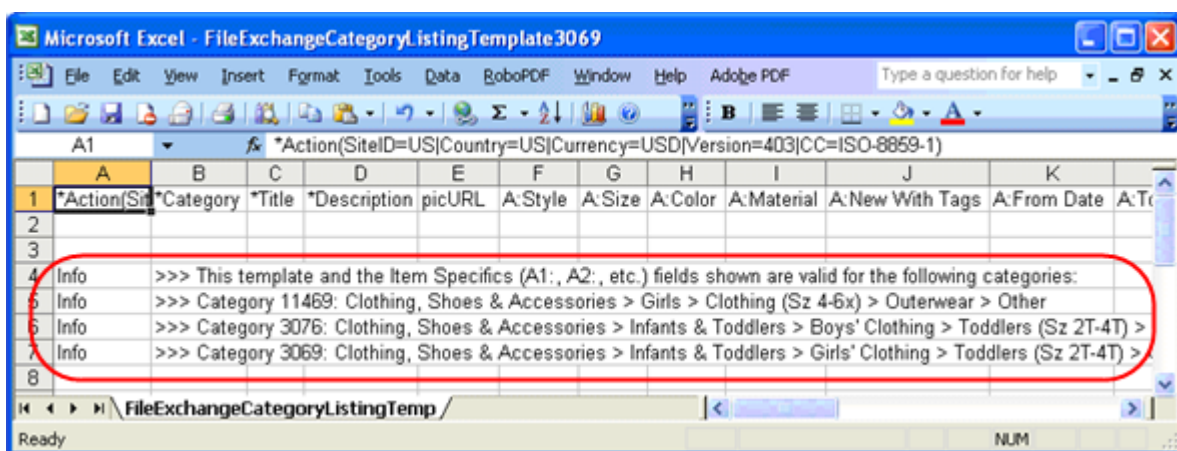 Microsoft Excel - FileExchangeCategoryListingTemplate3069
File Edit View Insert Format Tools Data RoboPDF Window Help Adobe PDF Type a question for help
A1 fx *Action(SiteID=US|Country=US|Currency=USD|Version=403|CC=ISO-8859-1)
A B C D E F G H I J K
1 *Action(Sit *Category *Title *Description picURL A:Style A:Size A:Color A:Material A:New With Tags A:From Date A:To
2
3
4 Info >>> This template and the Item Specifics (A1:, A2:, etc.) fields shown are valid for the following categories:
5 Info >>> Category 11469: Clothing, Shoes & Accessories > Girls > Clothing (Sz 4-6x) > Outerwear > Other
6 Info >>> Category 3076: Clothing, Shoes & Accessories > Infants & Toddlers > Boys' Clothing > Toddlers (Sz 2T-4T) >
7 Info >>> Category 3069: Clothing, Shoes & Accessories > Infants & Toddlers > Girls' Clothing > Toddlers (Sz 2T-4T) >
8
FileExchangeCategoryListingTemp
Ready NUM